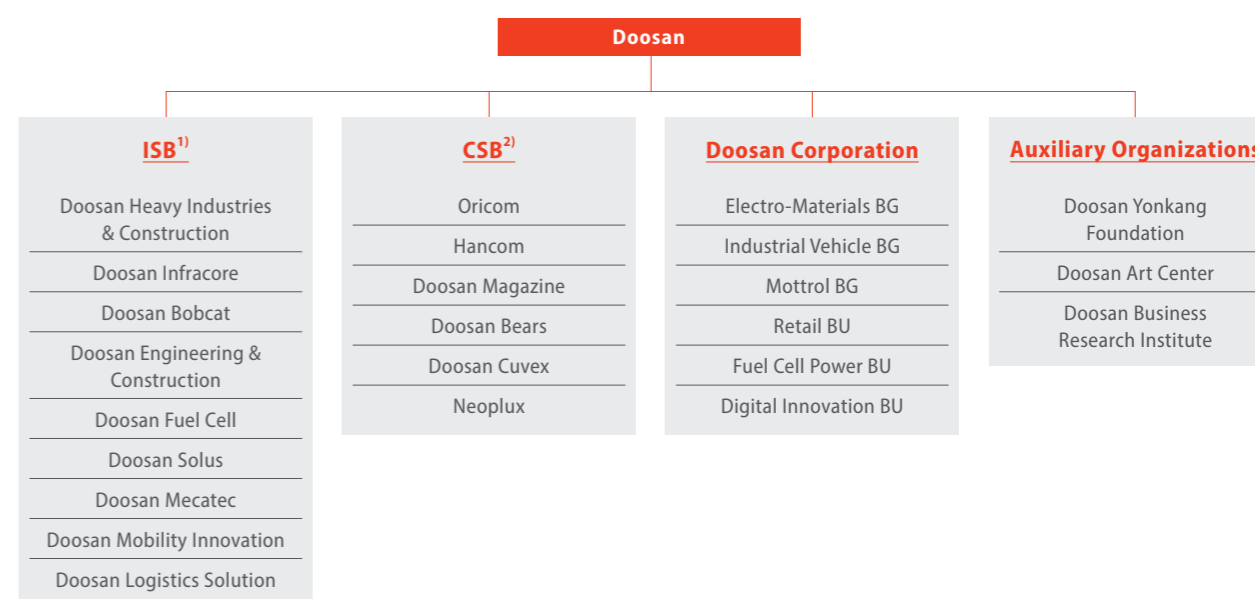 Doosan
ISB1)
Doosan Heavy Industries
& Construction
Doosan Infracore
Doosan Bobcat
Doosan Engineering &
Construction
Doosan Fuel Cell
Doosan Solus
Doosan Mecatec
Doosan Mobility Innovation
Doosan Logistics Solution
CSB2)
Oricom
Hancom
Doosan Magazine
Doosan Bears
Doosan Cuvex
Neoplux
Doosan Corporation
Electro-Materials BG
Industrial Vehicle BG
Mottrol BG
Retail BU
Fuel Cell Power BU
Digital Innovation BU
Auxiliary Organizations
Doosan Yonkang
Foundation
Doosan Art Center
Doosan Business
Research Institute